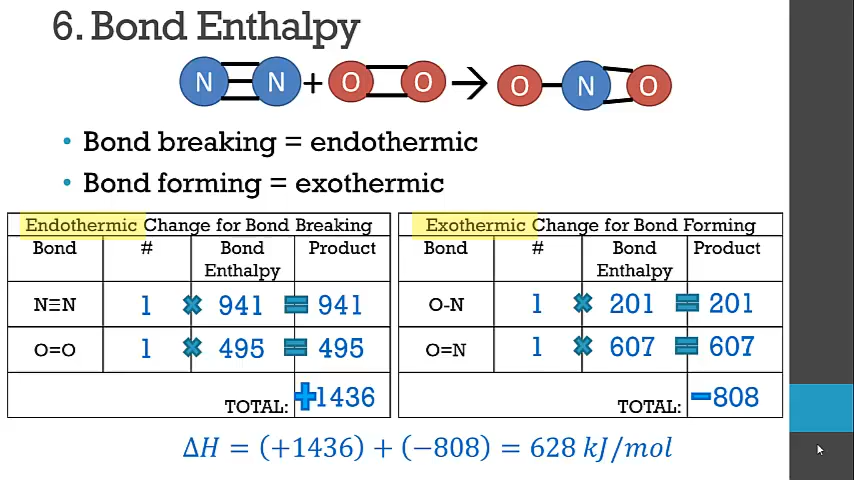 6. Bond Enthalpy
N N + O O → O N O
• Bond breaking = endothermic
• Bond forming = exothermic
Endothermic Change for Bond Breaking
Bond # Bond Enthalpy Product
N≡N 1 × 941 = 941
O=O 1 × 495 = 495
TOTAL: +1436
Exothermic Change for Bond Forming
Bond # Bond Enthalpy Product
O-N 1 × 201 = 201
O=N 1 × 607 = 607
TOTAL: -808
ΔH = (+1436) + (−808) = 628 kJ/mol